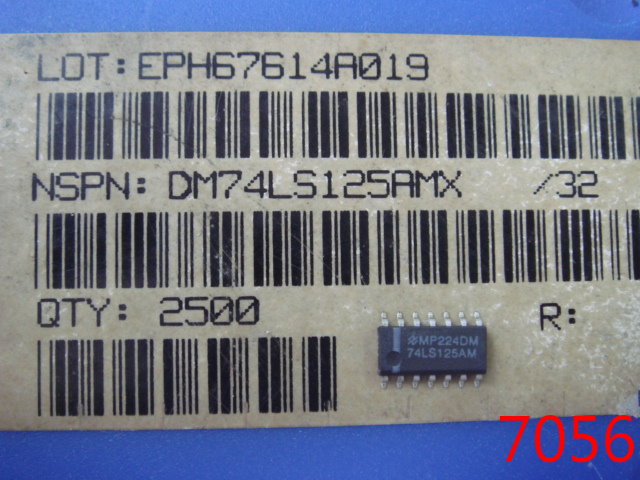 LOT: EPH67614A019
NSPN: DM74LS125AMX /32
QTY: 2500
R:
MP224DM
74LS125AM
7056